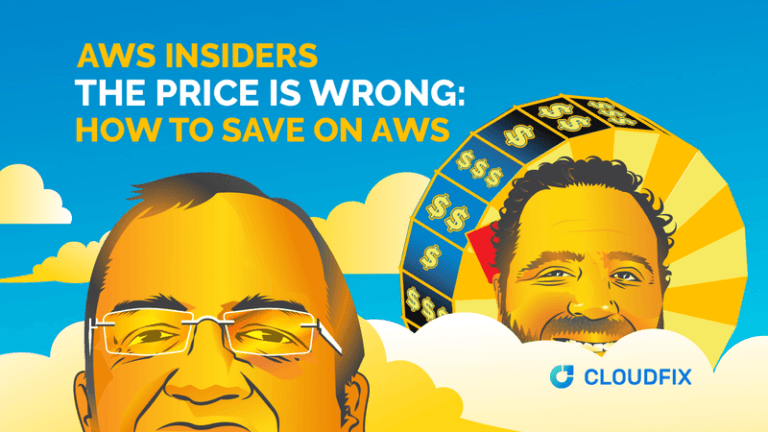 AWS INSIDERS
THE PRICE IS WRONG:
HOW TO SAVE ON AWS
$ $$ $$$
$$$
$$
$
$$$
CLOUDFIX